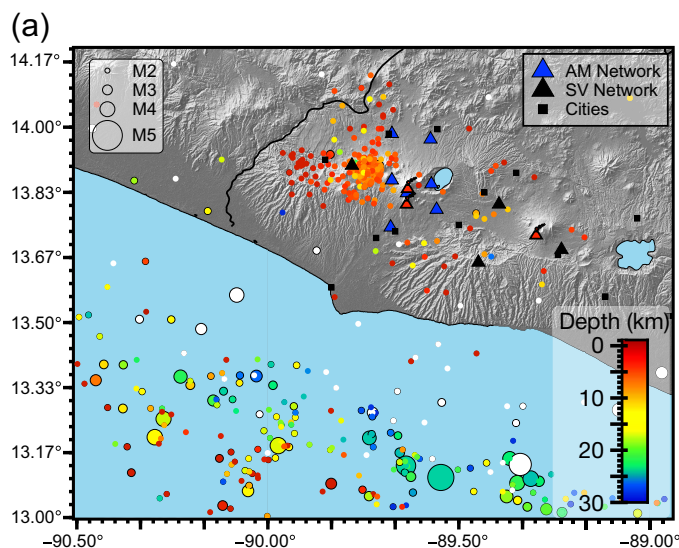 (a)
14.17°
14.00°
13.83°
13.67°
13.50°
13.33°
13.17°
13.00°
M2
M3
M4
M5
AM Network
SV Network
Cities
Depth (km)
0
10
20
30
−90.50°
−90.00°
−89.50°
−89.00°